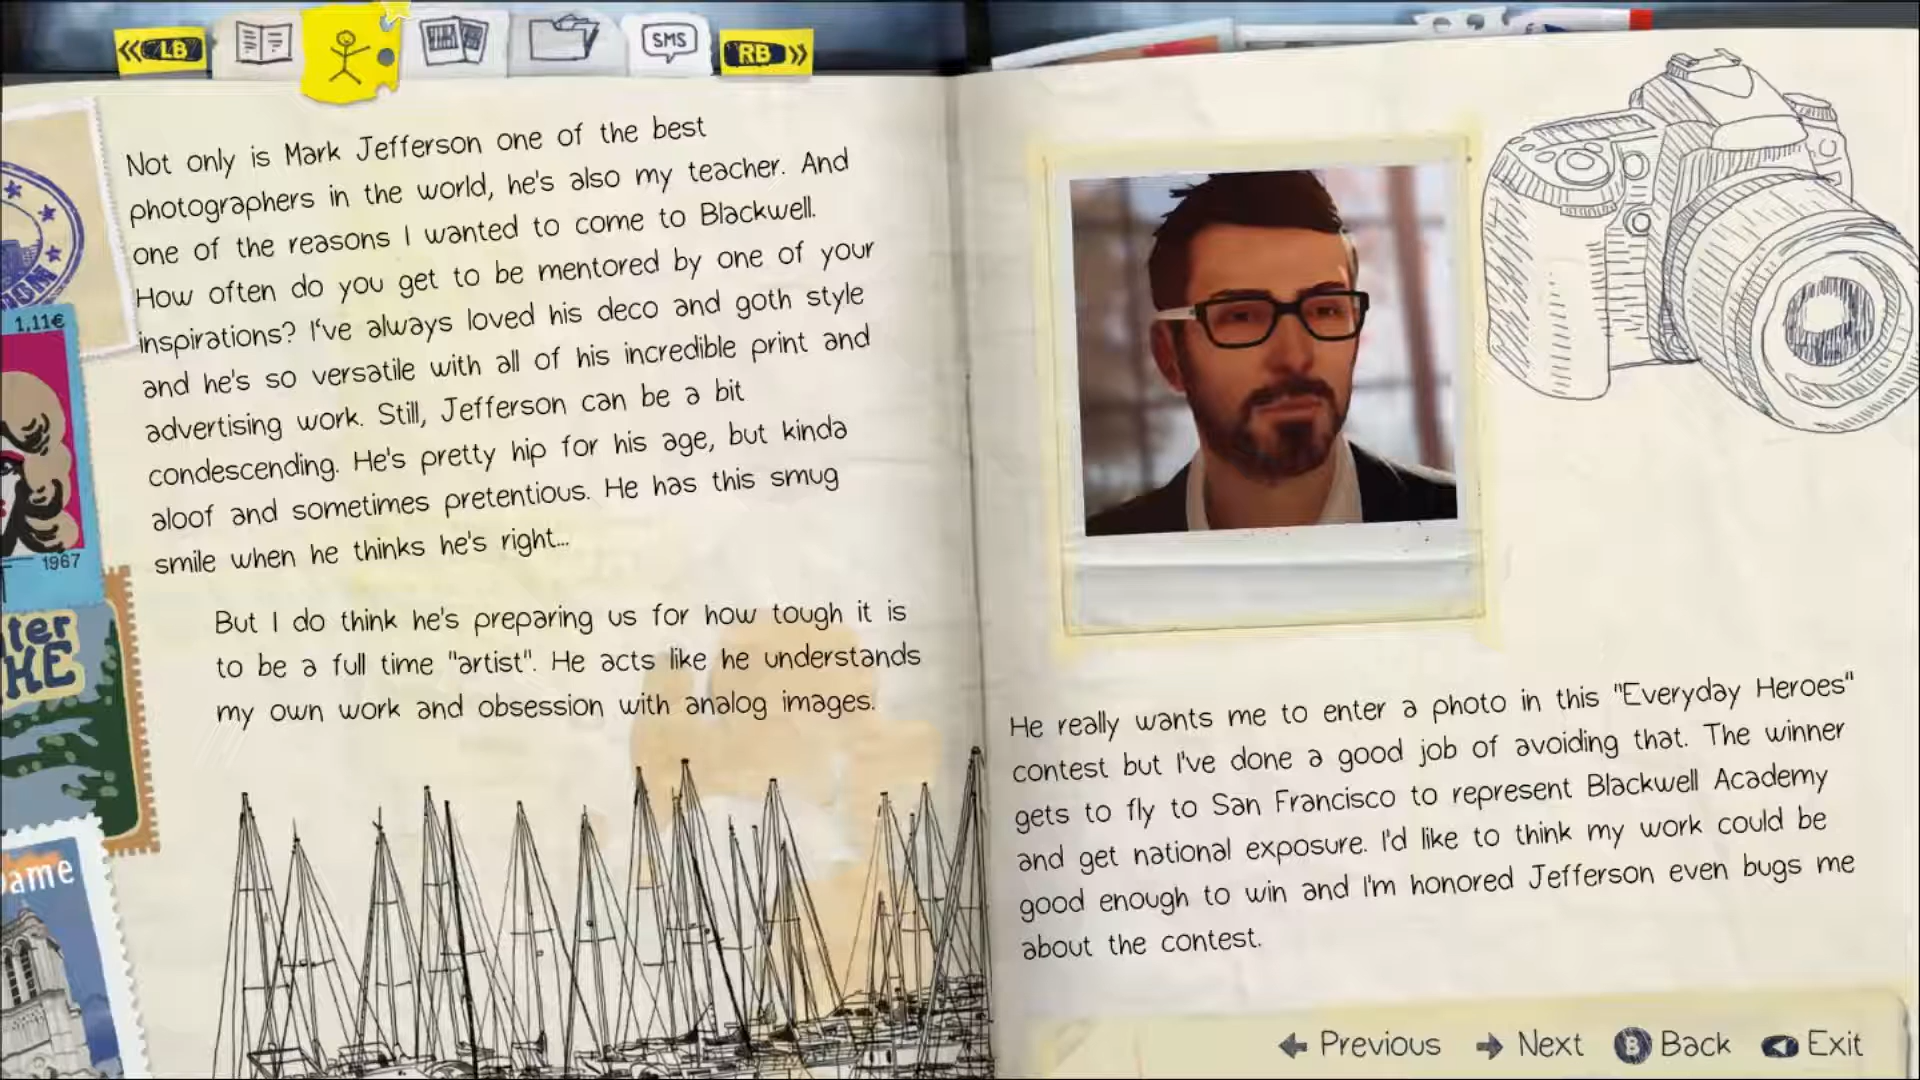 LB
SMS
RB
Not only is Mark Jefferson one of the best
photographers in the world, he's also my teacher. And
one of the reasons I wanted to come to Blackwell.
How often do you get to be mentored by one of your
inspirations? I've always loved his deco and goth style
and he's so versatile with all of his incredible print and
advertising work. Still, Jefferson can be a bit
condescending. He's pretty hip for his age, but kinda
aloof and sometimes pretentious. He has this smug
smile when he thinks he's right...
But I do think he's preparing us for how tough it is
to be a full time "artist". He acts like he understands
my own work and obsession with analog images.
1,11€
1967
ter
KE
Dame
He really wants me to enter a photo in this "Everyday Heroes"
contest but I've done a good job of avoiding that. The winner
gets to fly to San Francisco to represent Blackwell Academy
and get national exposure. I'd like to think my work could be
good enough to win and I'm honored Jefferson even bugs me
about the contest.
Previous Next B Back Exit